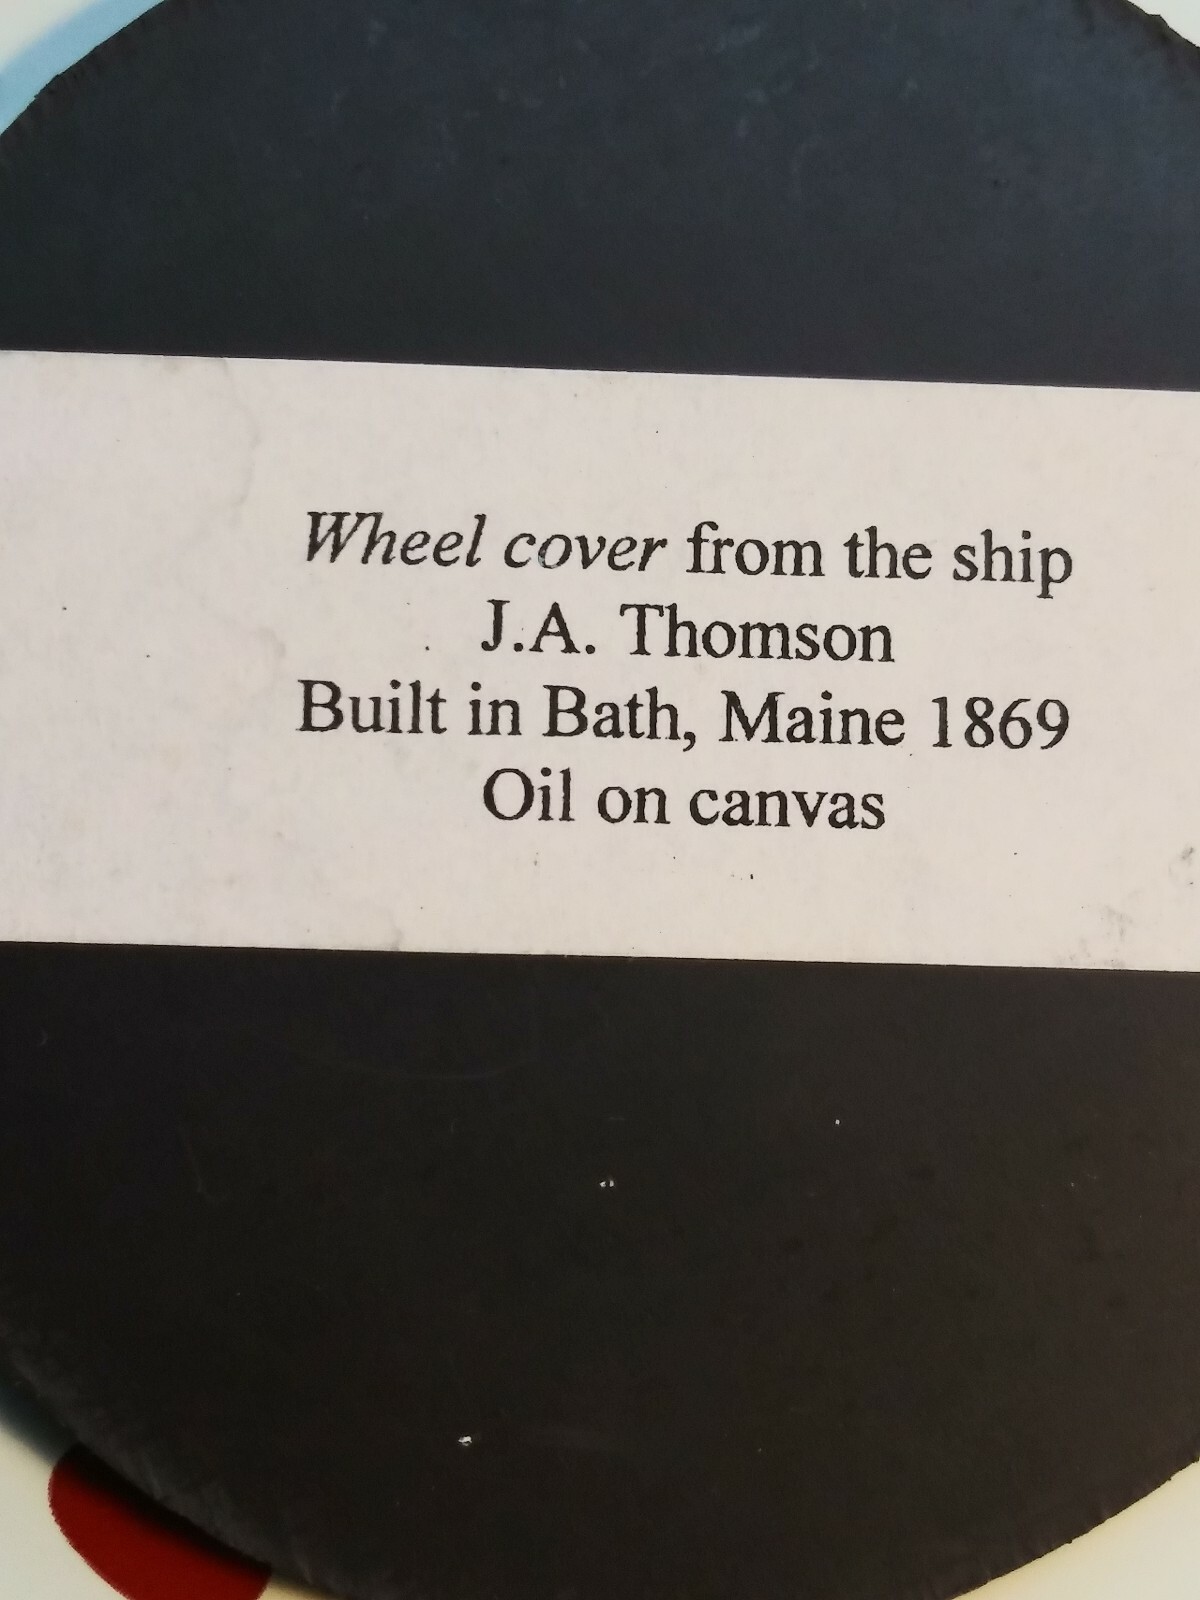 Wheel cover from the ship
J.A. Thomson
Built in Bath, Maine 1869
Oil on canvas